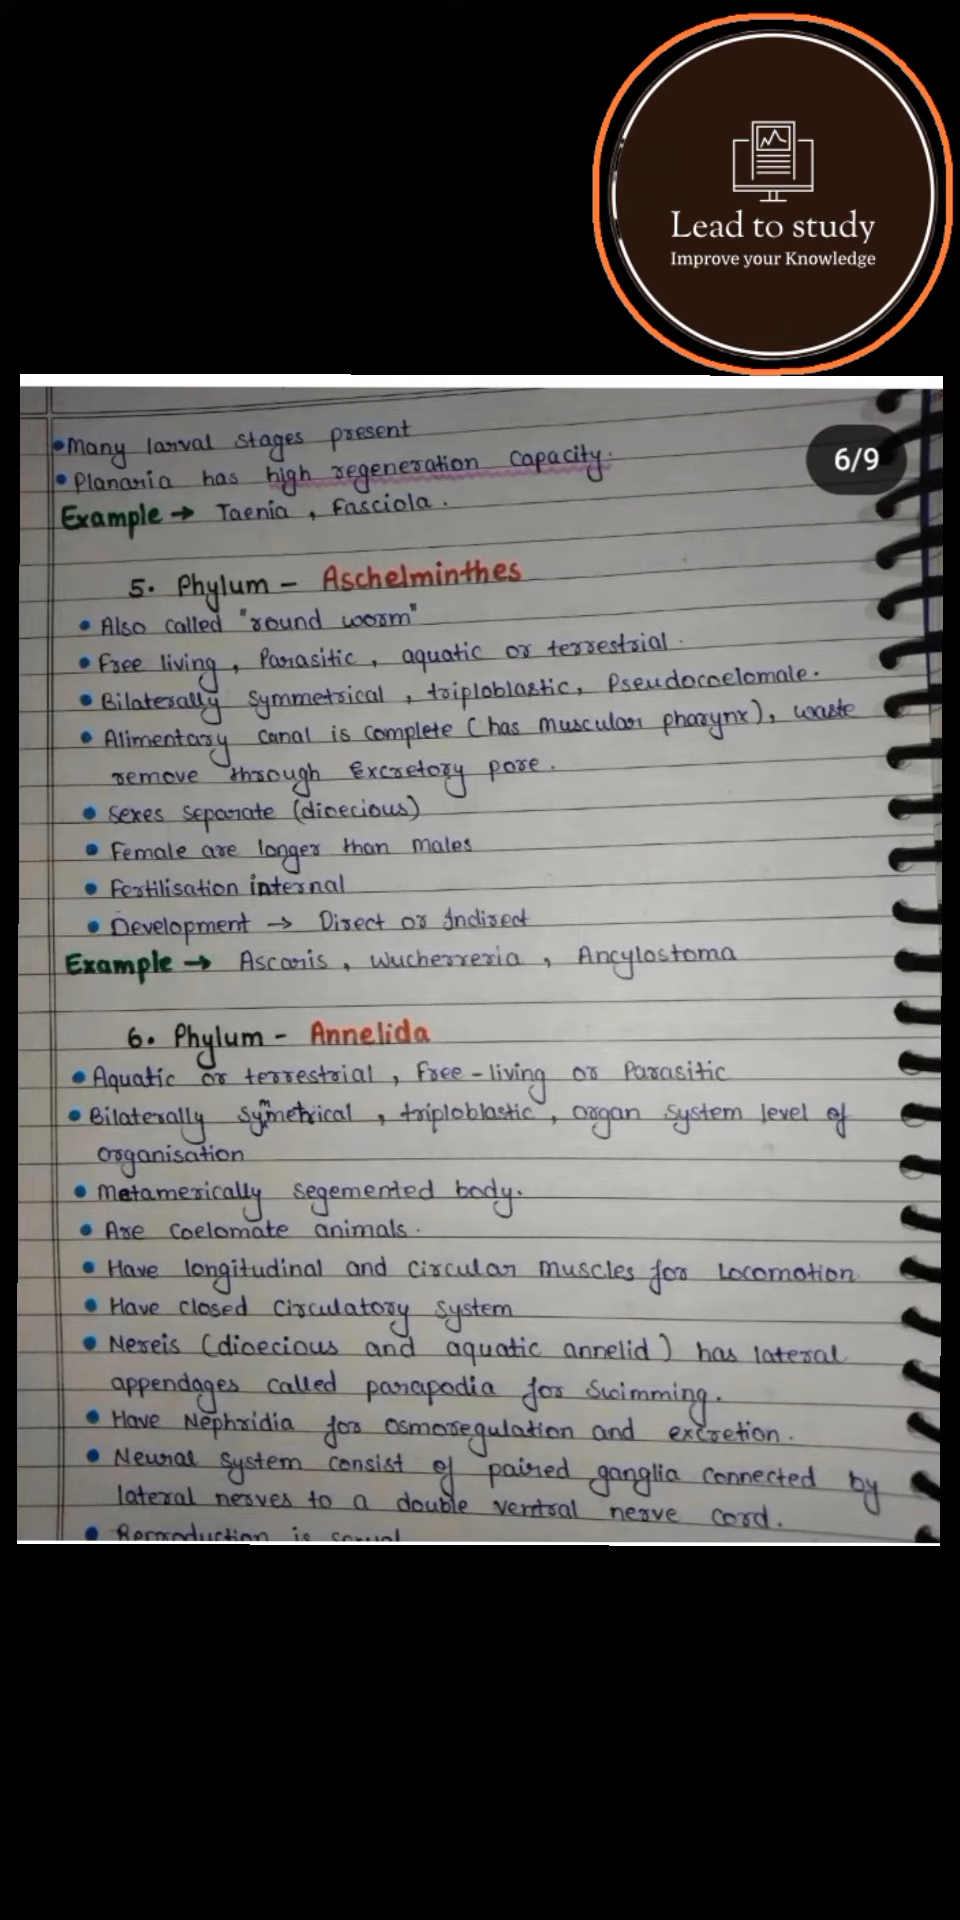 Lead to study
Improve your Knowledge
6/9
•Many larval stages present
•Planaria has high regeneration capacity.
Example → Taenia , Fasciola .
5. Phylum - Aschelminthes
• Also called "round worm"
• Free living , Parasitic , aquatic or terrestrial .
• Bilaterally symmetrical , triploblastic, Pseudocoelomale.
• Alimentary canal is complete (has muscular pharynx), waste
remove through Excretory pore.
• Sexes separate (dioecious)
• Female are longer than males
• Fertilisation internal
• Development → Direct or Indirect
Example → Ascaris , Wucherreria , Ancylostoma
6. Phylum - Annelida
• Aquatic or terrestrial , Free-living or Parasitic
• Bilaterally symmetrical , triploblastic , organ system level of
organisation
• Metamerically segemented body.
• Are Coelomate animals.
• Have longitudinal and circular muscles for Locomotion
• Have closed circulatory system
• Nereis (dioecious and aquatic annelid) has lateral
appendages called parapodia for swimming.
• Have Nephridia for osmoregulation and excretion.
• Neural system consist of paired ganglia connected by
lateral nerves to a double ventral nerve cord.
• Reproduction is sexual